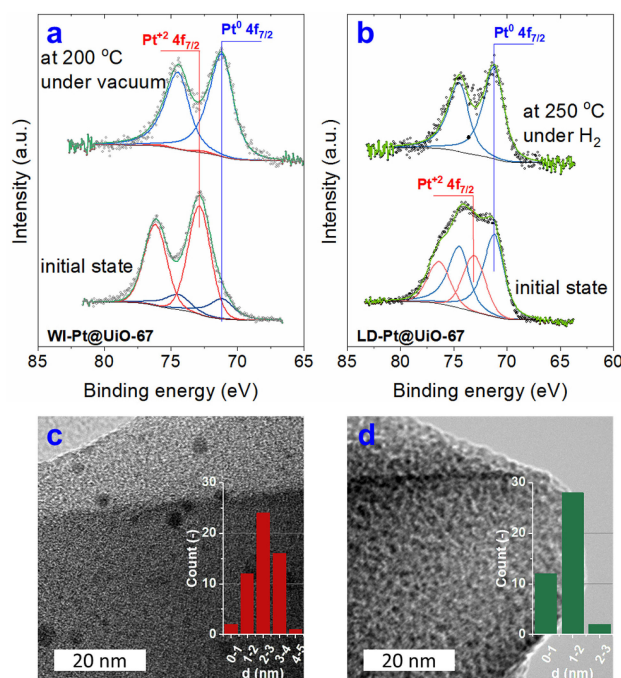 a
Pt+2 4f7/2
Pt0 4f7/2
at 200 oC
under vacuum
initial state
WI-Pt@UiO-67
Intensity (a.u.)
85 80 75 70 65
Binding energy (eV)
b
Pt0 4f7/2
at 250 oC
under H2
Pt+2 4f7/2
initial state
LD-Pt@UiO-67
Intensity (a.u.)
85 80 75 70 65 60
Binding energy (eV)
c
30
20
10
0
Count (-)
0-1 1-2 2-3 3-4 4-5
d (nm)
20 nm
d
30
20
10
0
Count (-)
0-1 1-2 2-3
d (nm)
20 nm